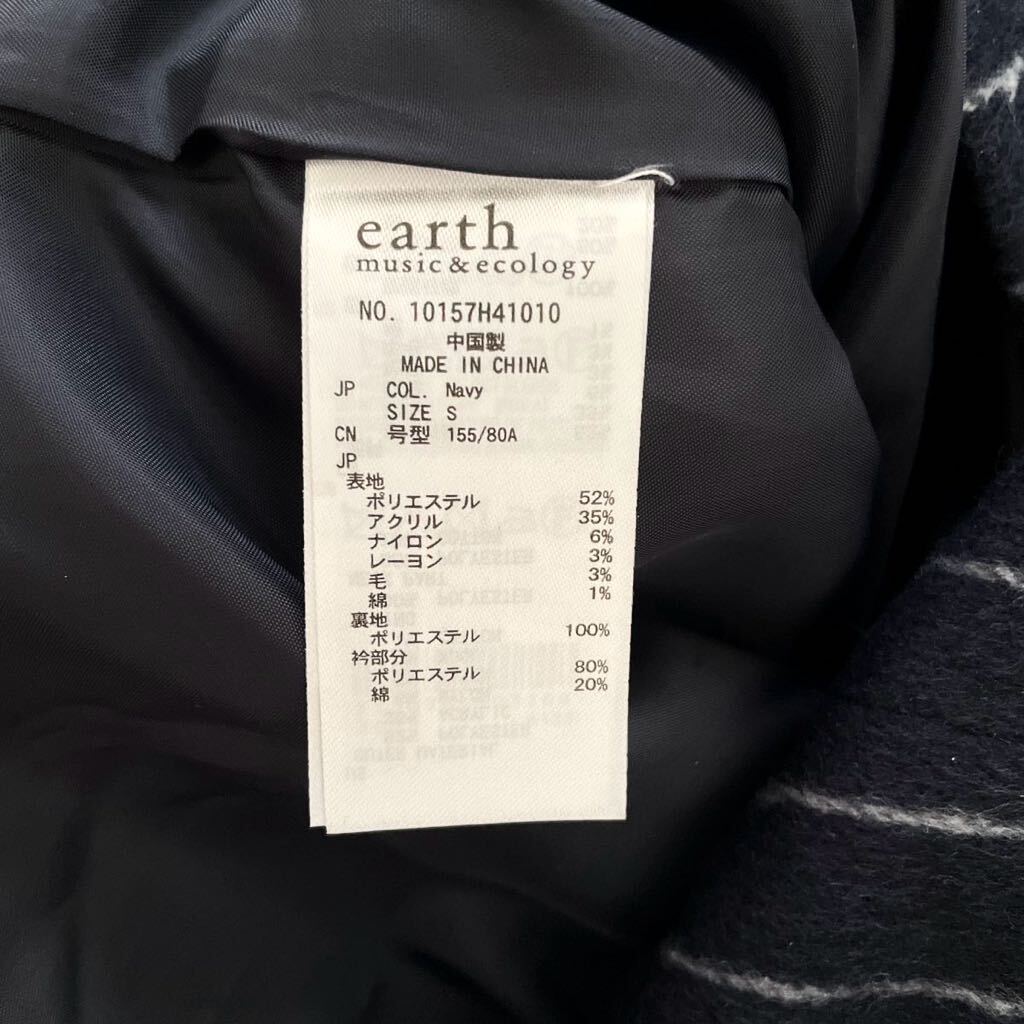 earth
music&ecology
NO. 10157H41010
中国製
MADE IN CHINA
JP COL. Navy
SIZE S
CN 号型 155/80A
JP
表地
ポリエステル 52%
アクリル 35%
ナイロン 6%
レーヨン 3%
毛 3%
綿 1%
裏地
ポリエステル 100%
衿部分
ポリエステル 80%
綿 20%